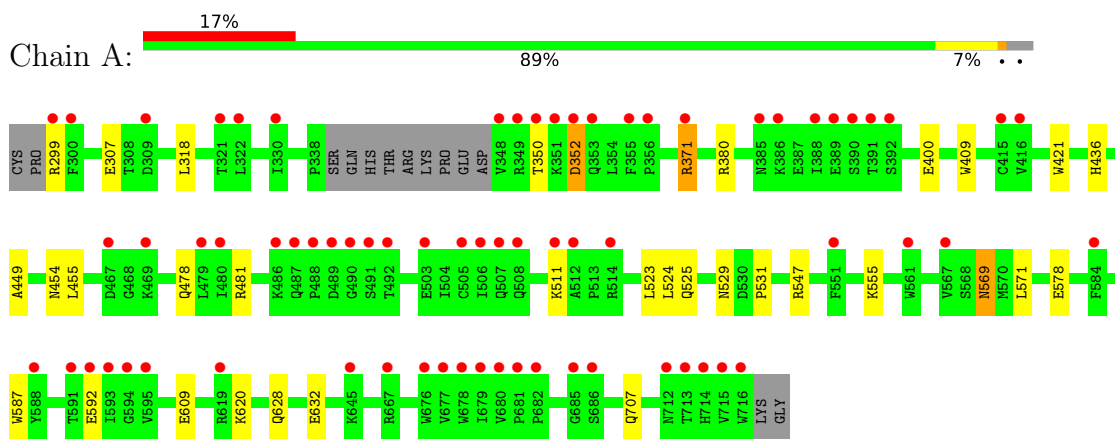 17%
Chain A:
89% 7% • •
CYS PRO R299 F300 E307 T308 D309 L318 T321 L322 I330 P338 SER GLN HIS THR ARG LYS PRO GLU ASP V348 R349 T350 K351 D352 Q353 L354 F355 P356 R371 R380 N385 K386 E387 I388 E389 S390 T391 S392 E400 W409 C415 V416 W421 H436
A449 N454 L455 D467 G468 K469 Q478 L479 I480 R481 K486 Q487 P488 D489 G490 S491 T492 E503 I504 C505 I506 Q507 Q508 K511 A512 P513 R514 L523 L524 Q525 N529 D530 P531 R547 F551 K555 W561 V567 S568 N569 M570 L571 E578 F584
W587 Y588 T591 E592 I593 G594 V595 E609 R619 K620 Q628 E632 K645 R667 W676 V677 W678 I679 V680 P681 P682 G685 S686 Q707 N712 T713 H714 V715 W716 LYS GLY